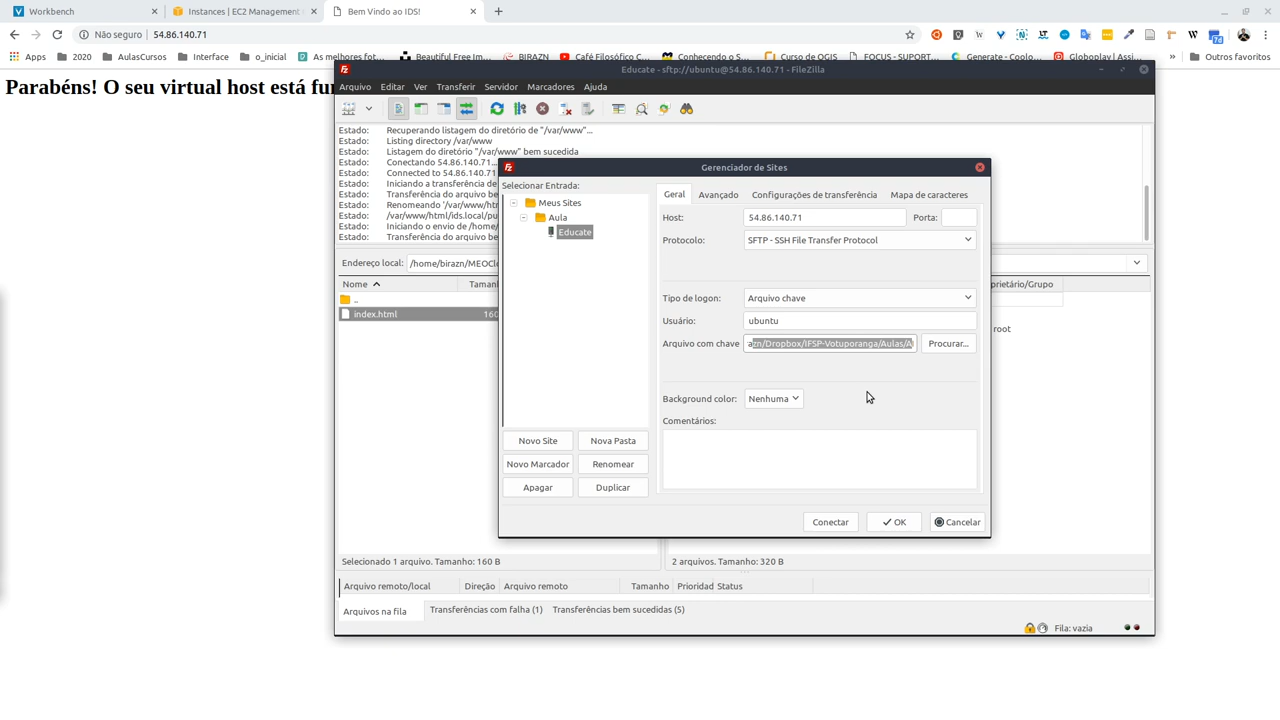 Workbench
Instances | EC2 Management
Bem Vindo ao IDS!
Não seguro
54.86.140.71
Apps
2020
AulasCursos
Interface
o_inicial
As melhores fot...
Beautiful Free Im...
BIRAZN
Café Filosófico C...
Conhecendo o S...
Curso de QGIS
FOCUS - SUPORT...
Generate - Coolo...
Globoplay | Assi...
»
Outros favoritos
Parabéns! O seu virtual host está fu
Educate - sftp://ubuntu@54.86.140.71 - FileZilla
Arquivo Editar Ver Transferir Servidor Marcadores Ajuda
Estado: Recuperando listagem do diretório de "/var/www"...
Estado: Listing directory /var/www
Estado: Listagem do diretório "/var/www" bem sucedida
Estado: Conectando 54.86.140.71...
Estado: Connected to 54.86.140.71
Estado: Iniciando a transferência de
Estado: Transferência do arquivo be
Estado: Renomeando '/var/www/htm
Estado: /var/www/html/ids.local/pu
Estado: Iniciando o envio de /home/
Estado: Transferência do arquivo be
Endereço local: /home/birazn/MEOClo
Nome
Taman
..
index.html
160
prietário/Grupo
root
Selecionado 1 arquivo. Tamanho: 160 B
2 arquivos. Tamanho: 320 B
Arquivo remoto/local
Direção
Arquivo remoto
Tamanho
Prioridad
Status
Arquivos na fila
Transferências com falha (1)
Transferências bem sucedidas (5)
Fila: vazia
Gerenciador de Sites
Selecionar Entrada:
Meus Sites
Aula
Educate
Novo Site
Nova Pasta
Novo Marcador
Renomear
Apagar
Duplicar
Geral
Avançado
Configurações de transferência
Mapa de caracteres
Host: 54.86.140.71
Porta:
Protocolo: SFTP - SSH File Transfer Protocol
Tipo de logon: Arquivo chave
Usuário: ubuntu
Arquivo com chave azn/Dropbox/IFSP-Votuporanga/Aulas/A
Procurar...
Background color: Nenhuma
Comentários:
Conectar
OK
Cancelar